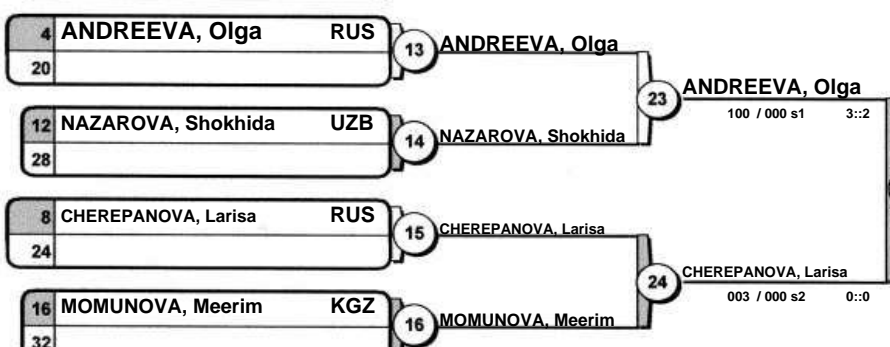 4 ANDREEVA, Olga RUS
20
13
ANDREEVA, Olga
12 NAZAROVA, Shokhida UZB
28
14
NAZAROVA, Shokhida
23
ANDREEVA, Olga
100 / 000 s1 3::2
8 CHEREPANOVA, Larisa RUS
24
15
CHEREPANOVA, Larisa
16 MOMUNOVA, Meerim KGZ
32
16
MOMUNOVA, Meerim
24
CHEREPANOVA, Larisa
003 / 000 s2 0::0